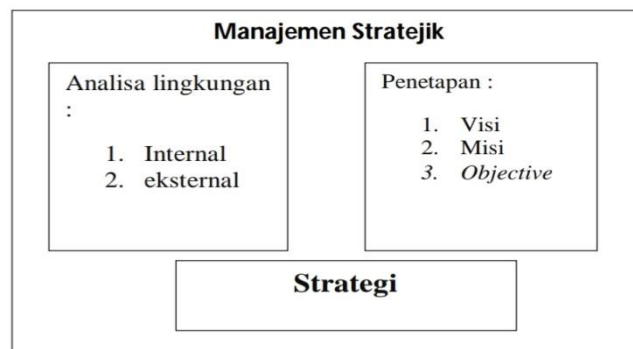 Manajemen Stratejik
Analisa lingkungan
:
1. Internal
2. eksternal
Penetapan :
1. Visi
2. Misi
3. Objective
Strategi